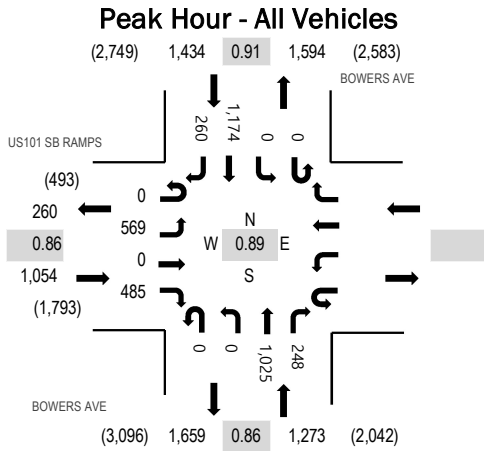 Peak Hour - All Vehicles
(2,749) 1,434 0.91 1,594 (2,583)
BOWERS AVE
260 1,174 0 0
US101 SB RAMPS
(493)
260 0
569 N
0.86 W 0.89 E
0
1,054 S
485
(1,793)
0 0 1,025 248
BOWERS AVE
(3,096) 1,659 0.86 1,273 (2,042)